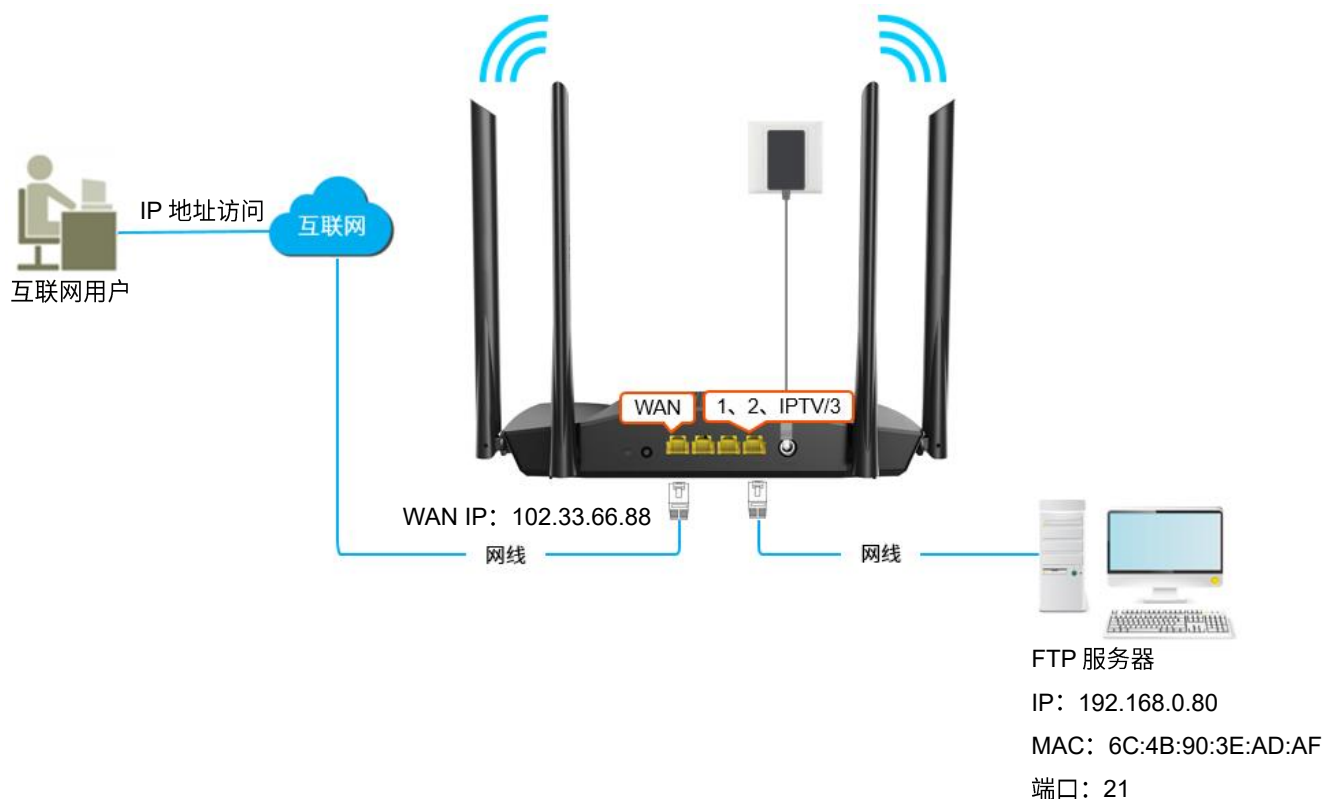 WAN
1、2、IPTV/3
IP 地址访问
互联网
互联网用户
WAN IP：102.33.66.88
网线
网线
FTP 服务器
IP：192.168.0.80
MAC：6C:4B:90:3E:AD:AF
端口：21